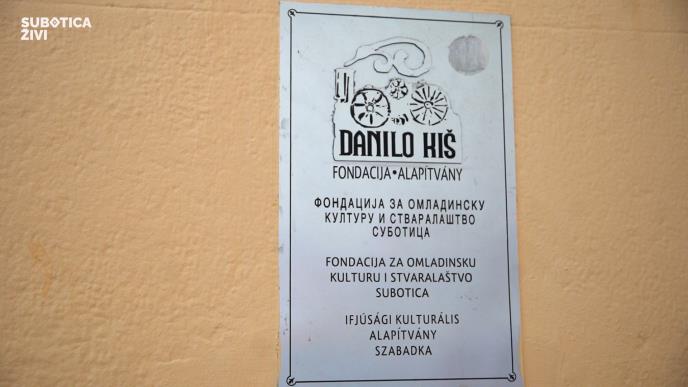 SUBOTICA
ŽIVI
DANILO KIŠ
FONDACIJA•ALAPÍTVÁNY
ФОНДАЦИЈА ЗА ОМЛАДИНСКУ
КУЛТУРУ И СТВАРАЛАШТВО
СУБОТИЦА
FONDACIJA ZA OMLADINSKU
KULTURU I STVARALAŠTVO
SUBOTICA
IFJÚSÁGI KULTURÁLIS
ALAPÍTVÁNY
SZABADKA